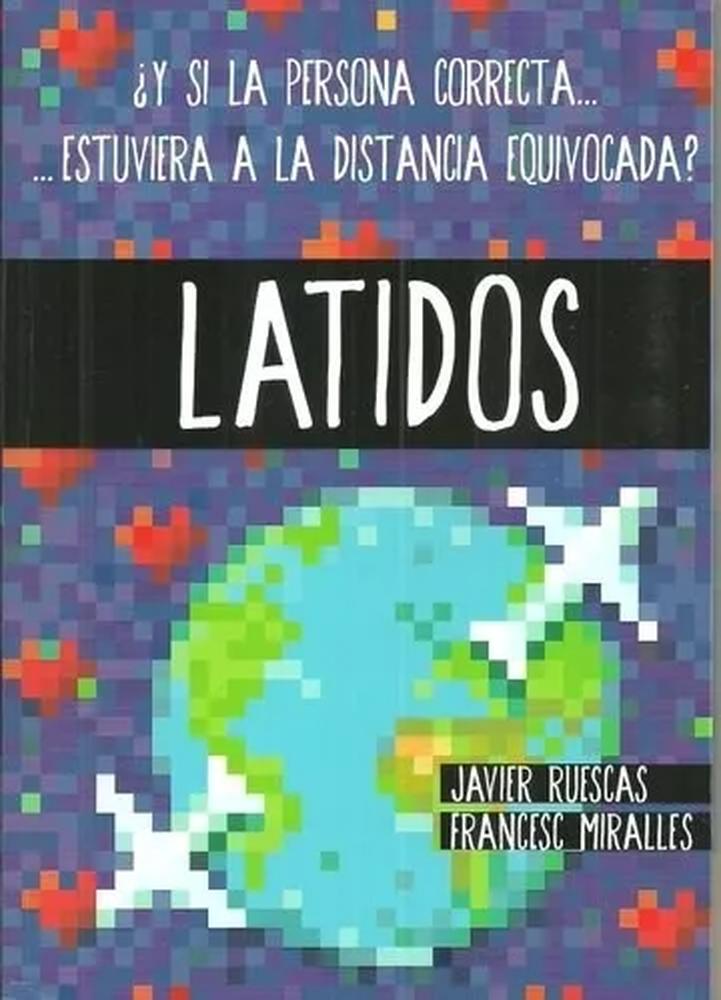 ¿Y SI LA PERSONA CORRECTA...
... ESTUVIERA A LA DISTANCIA EQUIVOCADA?
LATIDOS
JAVIER RUESCAS
FRANCESC MIRALLES